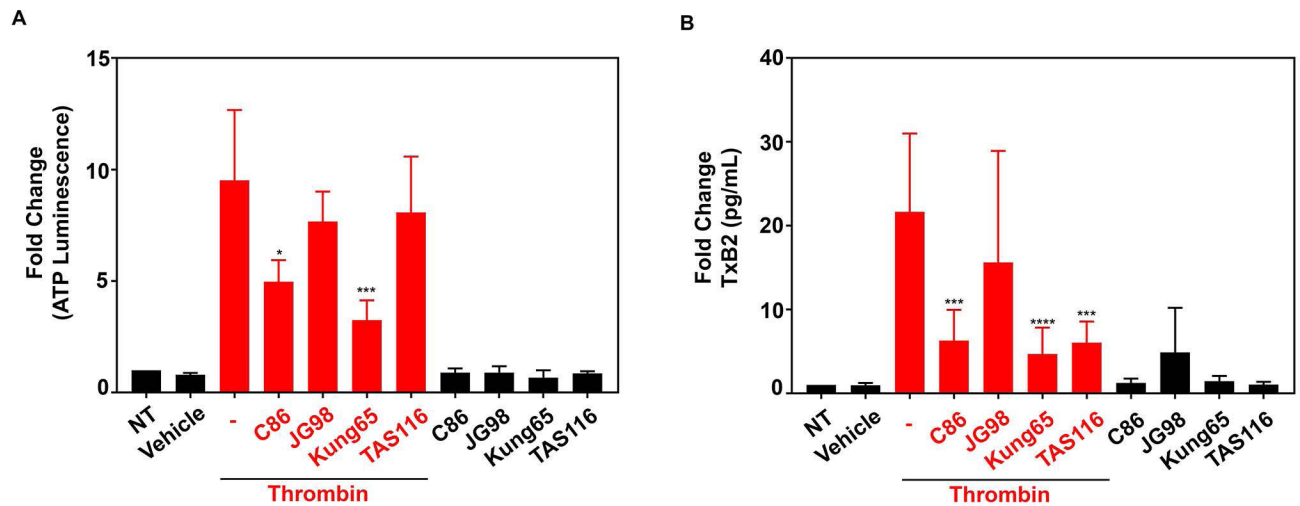 A
Fold Change
(ATP Luminescence)
15
10
5
0
*
***
NT
Vehicle
-
C86
JG98
Kung65
TAS116
C86
JG98
Kung65
TAS116
Thrombin
B
Fold Change
TxB2 (pg/mL)
40
30
20
10
0
***
****
***
NT
Vehicle
-
C86
JG98
Kung65
TAS116
C86
JG98
Kung65
TAS116
Thrombin